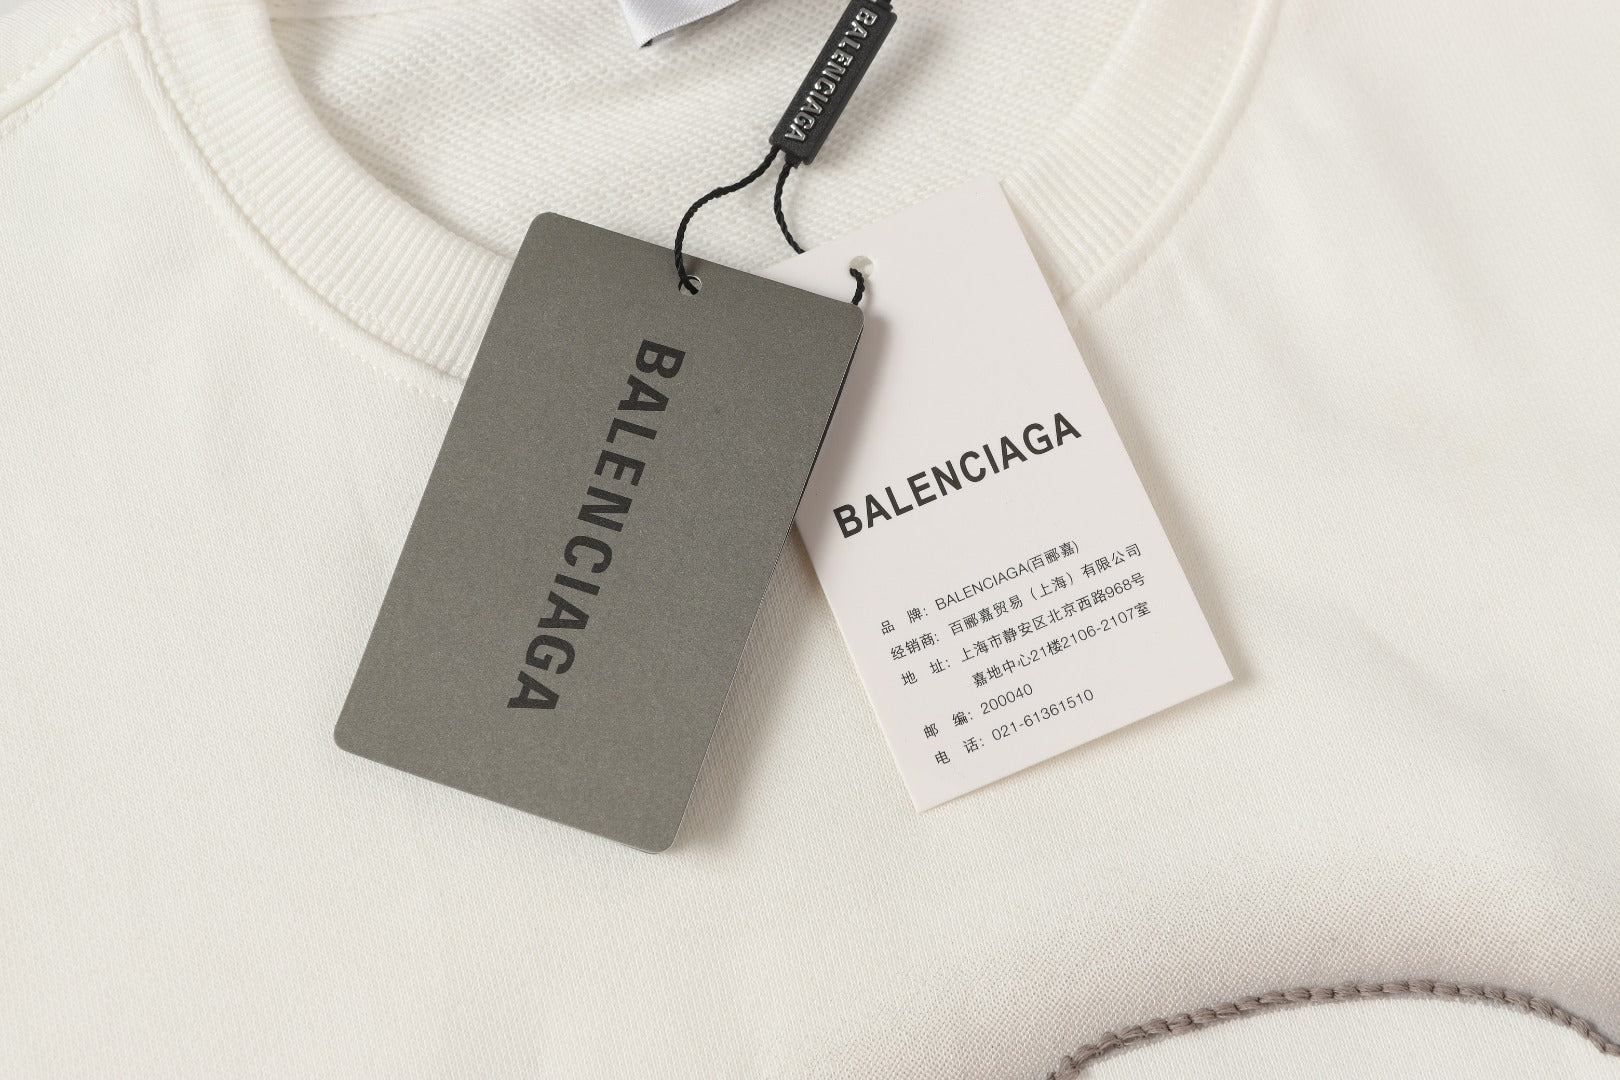 BALENCIAGA
BALENCIAGA
BALENCIAGA
品 牌：BALENCIAGA(百郦嘉)
经销商：百郦嘉贸易（上海）有限公司
地 址：上海市静安区北京西路968号
嘉地中心21楼2106-2107室
邮 编：200040
电 话：021-61361510